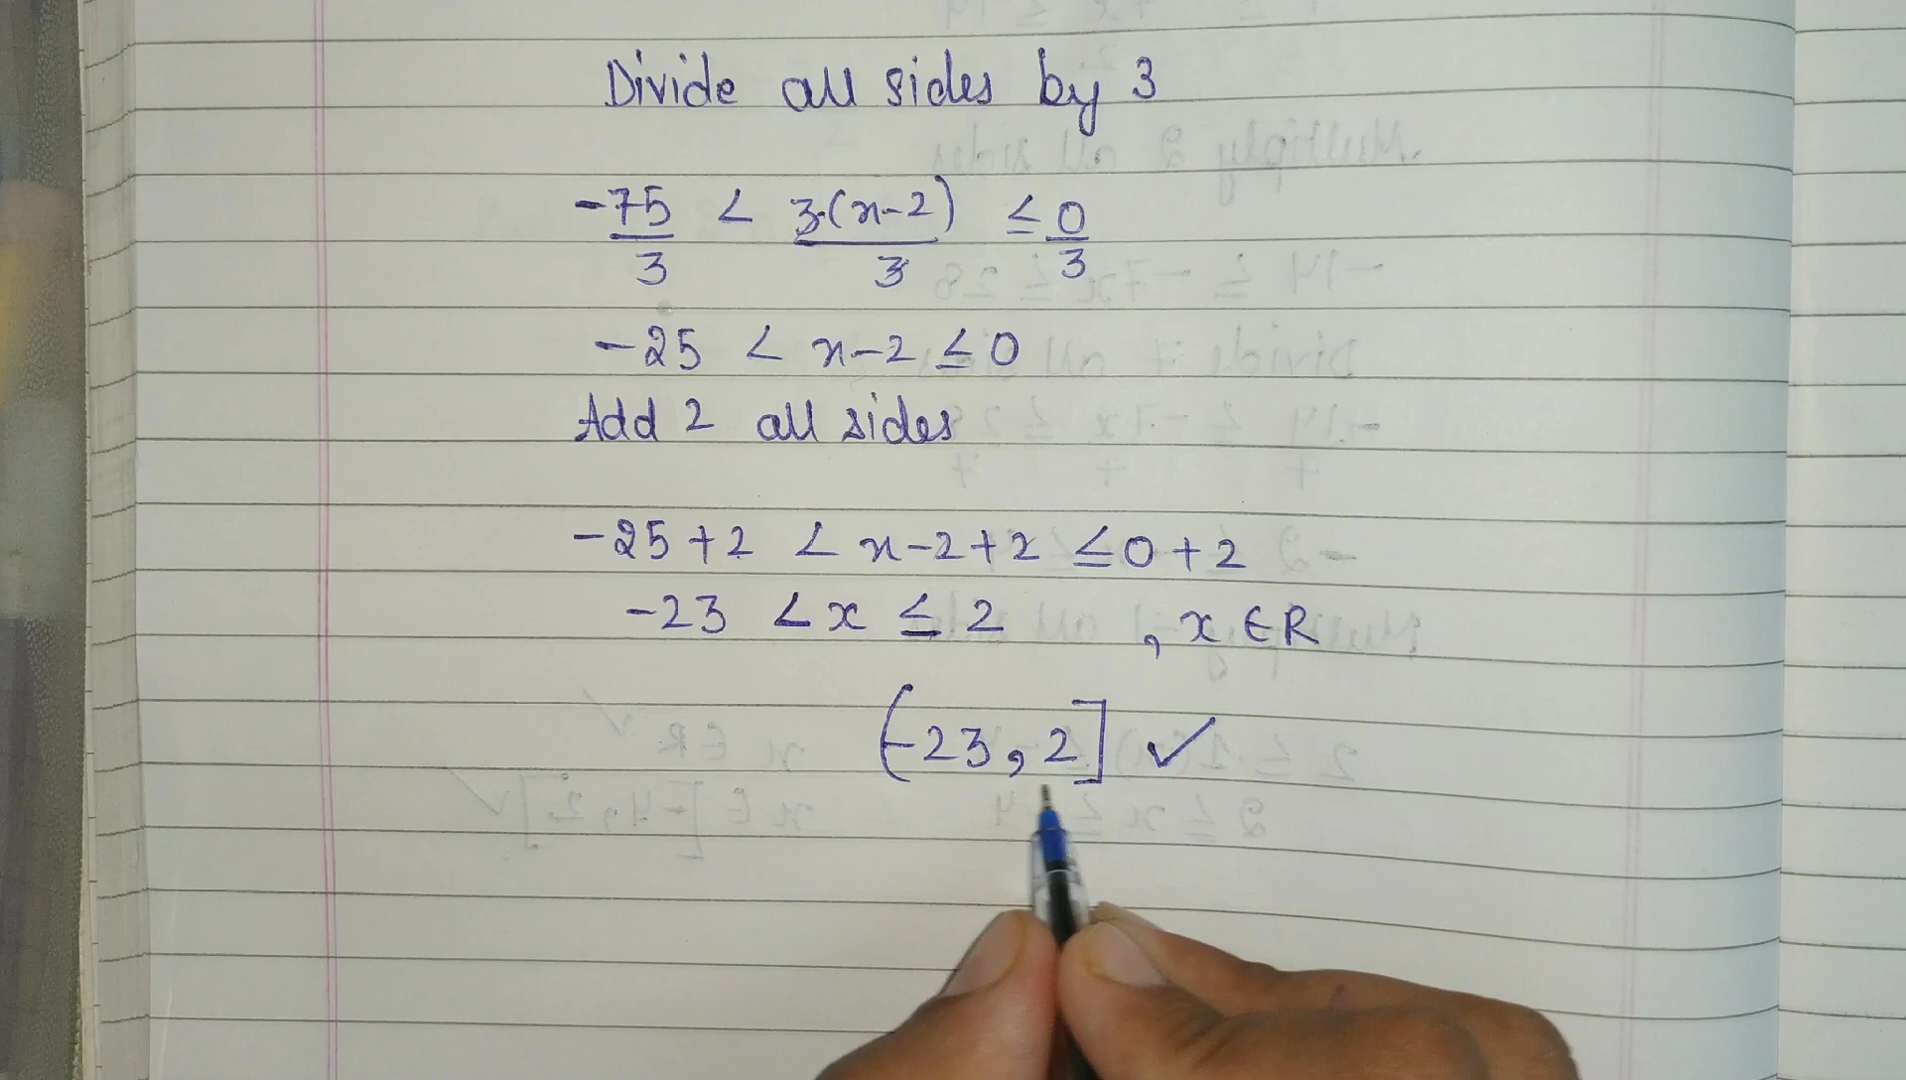 Divide all sides by 3
-75/3 < 3(x-2)/3 ≤ 0/3
-25 < x-2 ≤ 0
Add 2 all sides
-25+2 < x-2+2 ≤ 0+2
-23 < x ≤ 2 , x ∈ R
(-23, 2] ✓